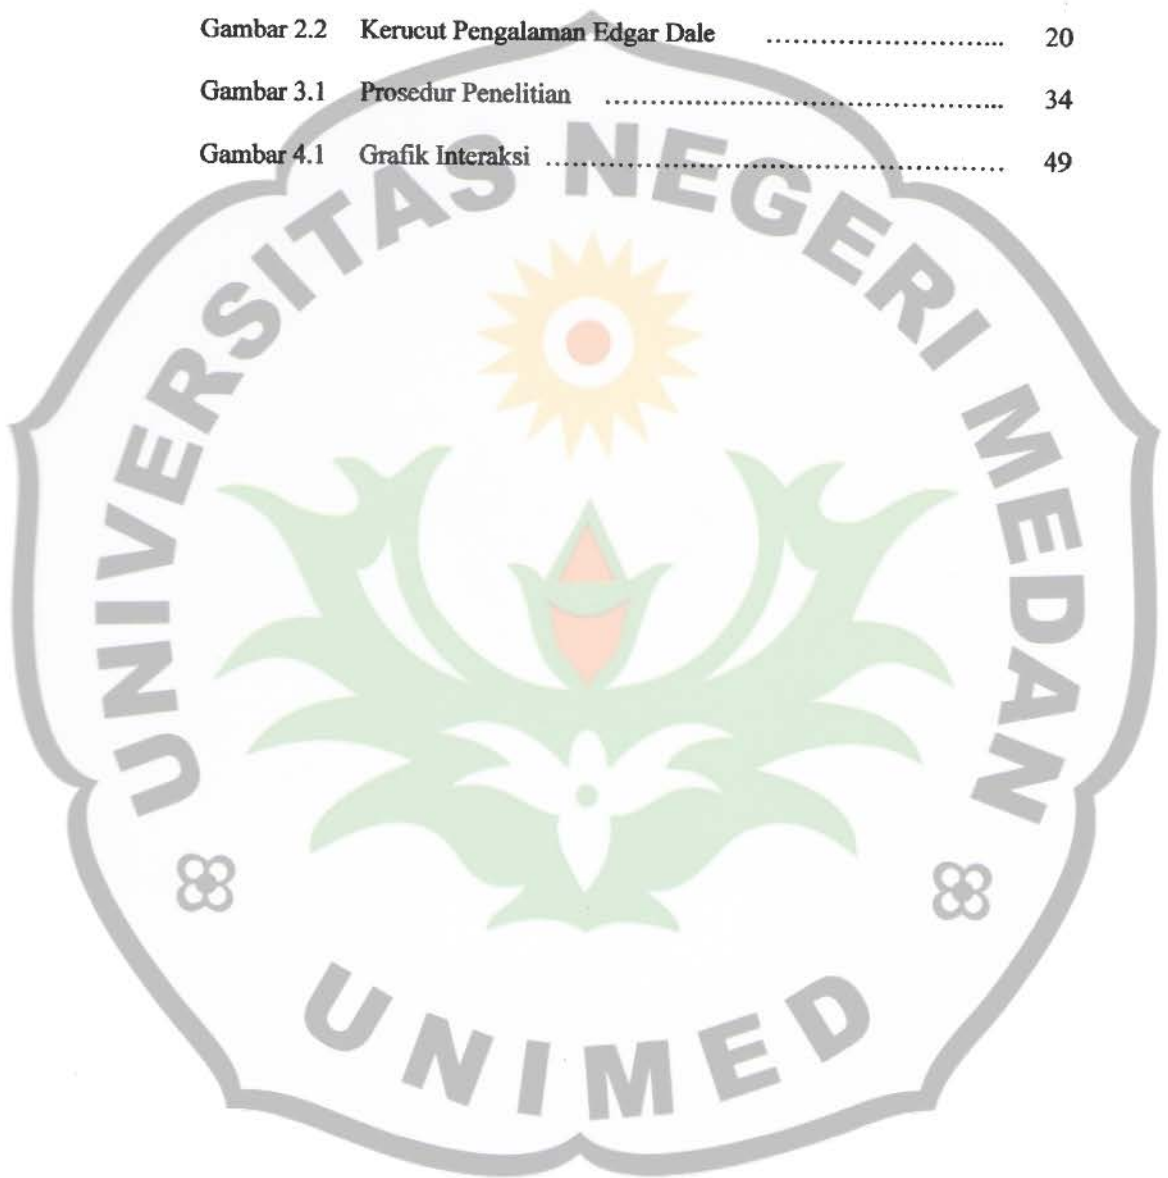 Gambar 2.2 Kerucut Pengalaman Edgar Dale ............................ 20
Gambar 3.1 Prosedur Penelitian ............................................... 34
Gambar 4.1 Grafik Interaksi ...................................................... 49
UNIVERSITAS NEGERI MEDAN
UNIMED